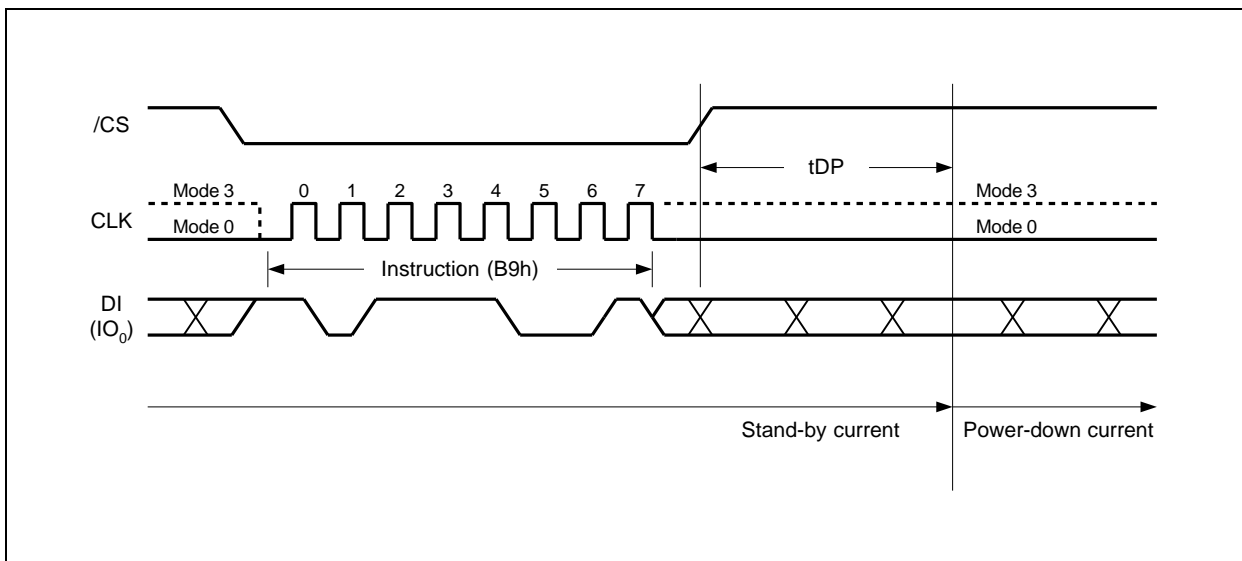 /CS
tDP
Mode 3 0 1 2 3 4 5 6 7 Mode 3
CLK
Mode 0 Mode 0
Instruction (B9h)
DI
(IO0)
Stand-by current Power-down current